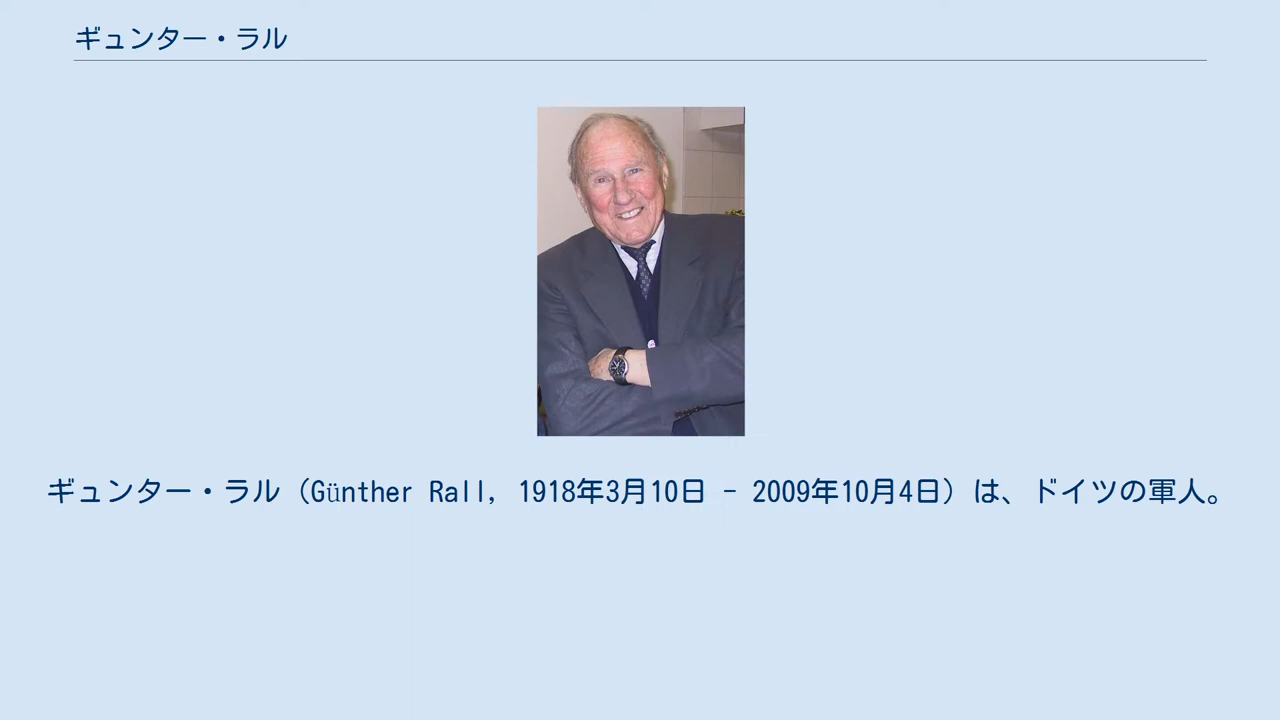 ギュンター・ラル
ギュンター・ラル（Günther Rall, 1918年3月10日 - 2009年10月4日）は、ドイツの軍人。